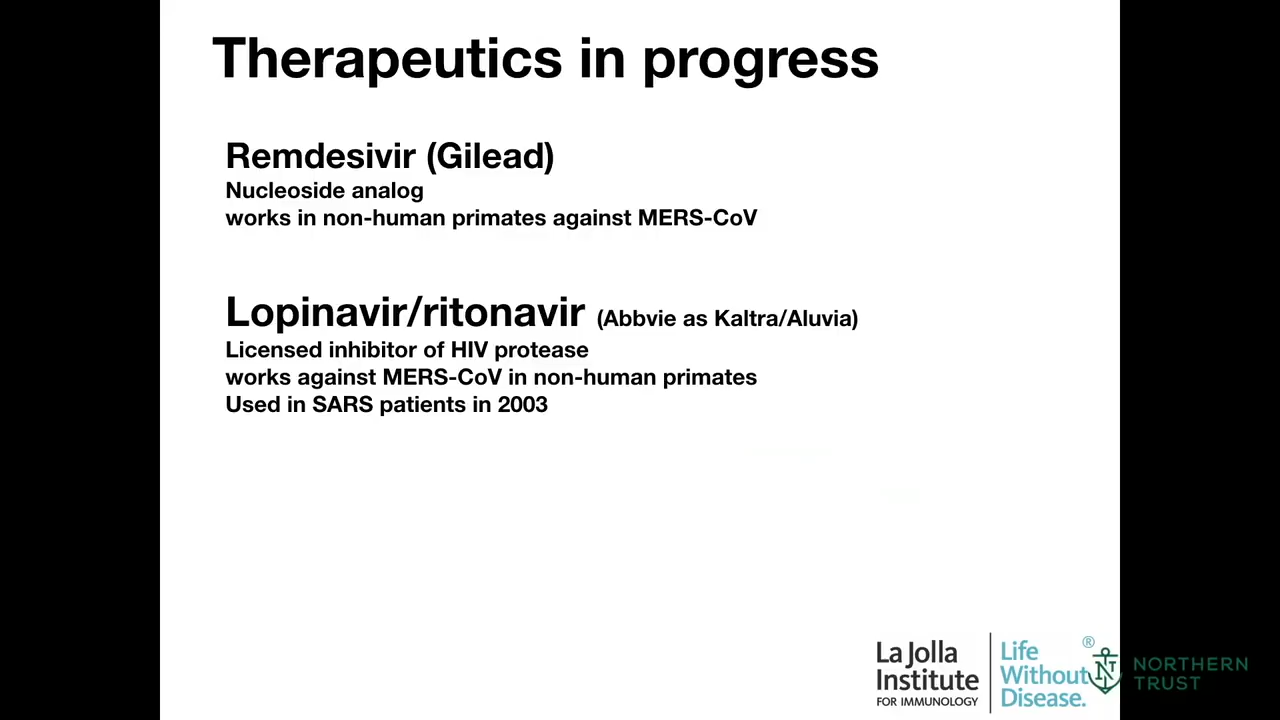 Therapeutics in progress
Remdesivir (Gilead)
Nucleoside analog
works in non-human primates against MERS-CoV
Lopinavir/ritonavir (Abbvie as Kaltra/Aluvia)
Licensed inhibitor of HIV protease
works against MERS-CoV in non-human primates
Used in SARS patients in 2003
La Jolla
Institute
FOR IMMUNOLOGY
Life
Without
Disease.
®
NT
NORTHERN
TRUST